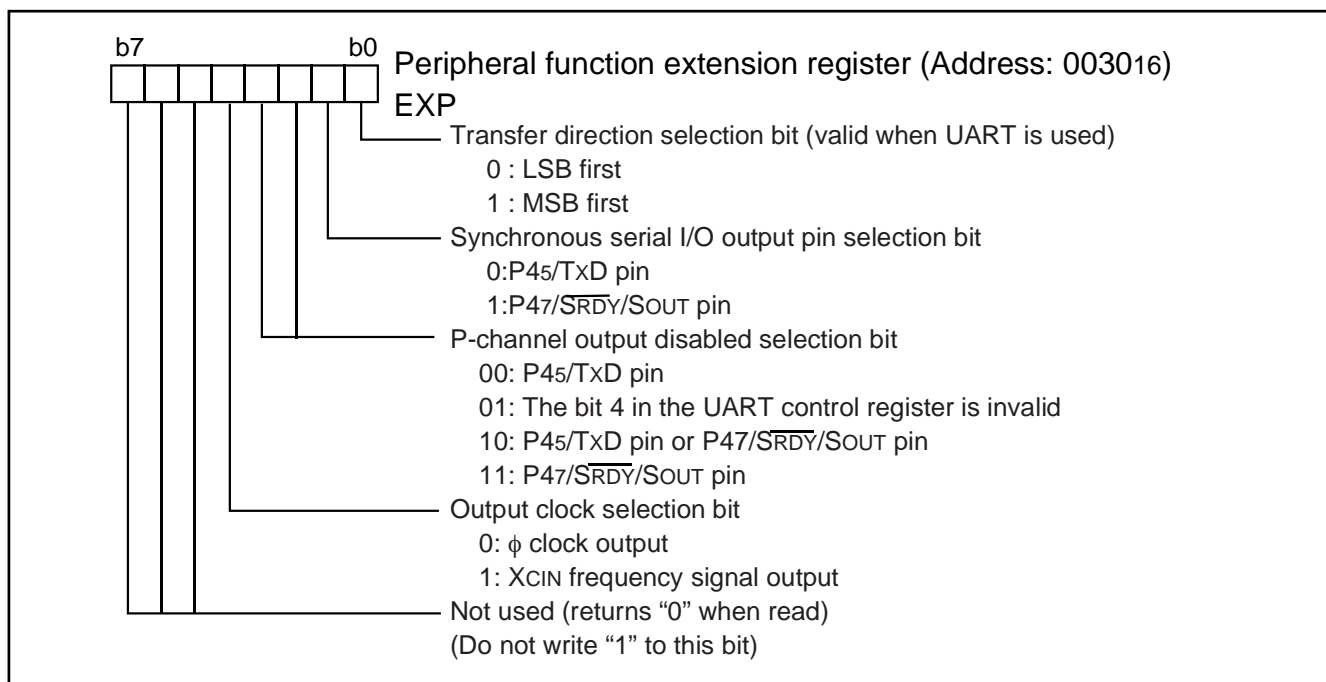 b7 b0
Peripheral function extension register (Address: 003016)
EXP
Transfer direction selection bit (valid when UART is used)
0 : LSB first
1 : MSB first
Synchronous serial I/O output pin selection bit
0:P45/TXD pin
1:P47/SRDY/SOUT pin
P-channel output disabled selection bit
00: P45/TXD pin
01: The bit 4 in the UART control register is invalid
10: P45/TXD pin or P47/SRDY/SOUT pin
11: P47/SRDY/SOUT pin
Output clock selection bit
0: ϕ clock output
1: XCIN frequency signal output
Not used (returns “0” when read)
(Do not write “1” to this bit)